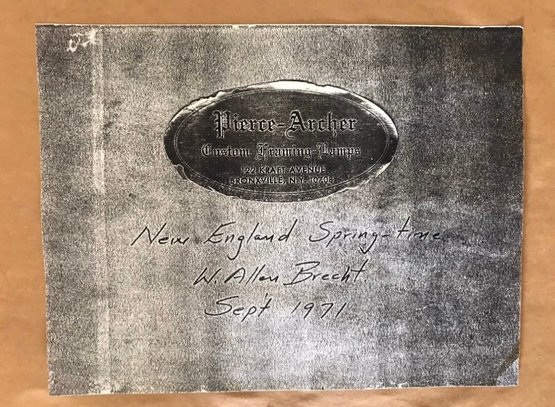 Pierce-Archer
Custom Framing-Lamps
122 KRAFT AVENUE
BRONXVILLE, N.Y. 10708
New England Spring-time
W. Allen Brecht
Sept 1971